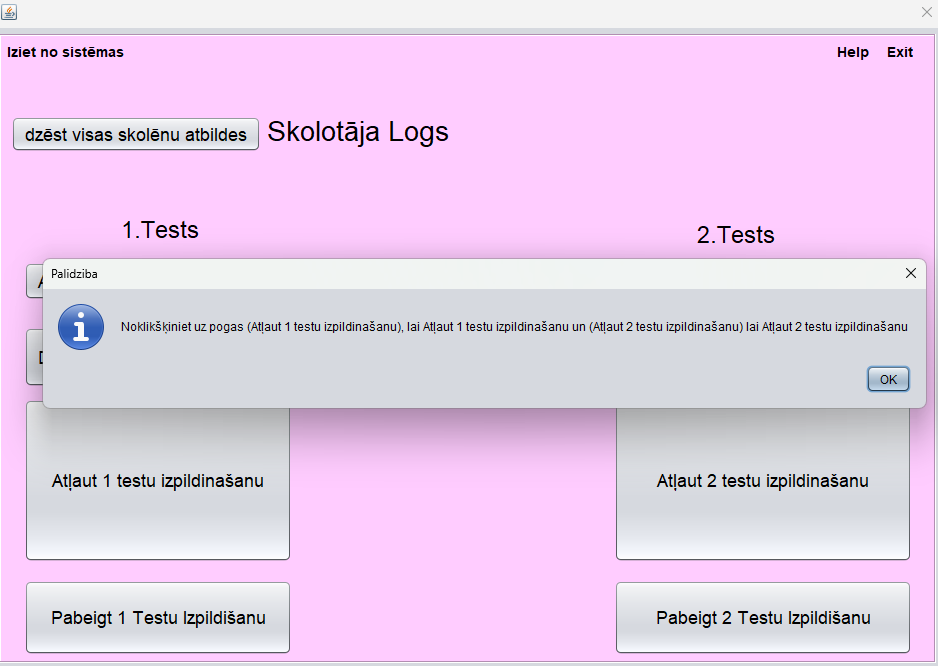 Iziet no sistēmas
Help Exit
dzēst visas skolēnu atbildes
Skolotāja Logs
1.Tests
2.Tests
Palidziba
Noklikšķiniet uz pogas (Atļaut 1 testu izpildinašanu), lai Atļaut 1 testu izpildinašanu un (Atļaut 2 testu izpildinašanu) lai Atļaut 2 testu izpildinašanu
OK
Atļaut 1 testu izpildinašanu
Atļaut 2 testu izpildinašanu
Pabeigt 1 Testu Izpildišanu
Pabeigt 2 Testu Izpildišanu